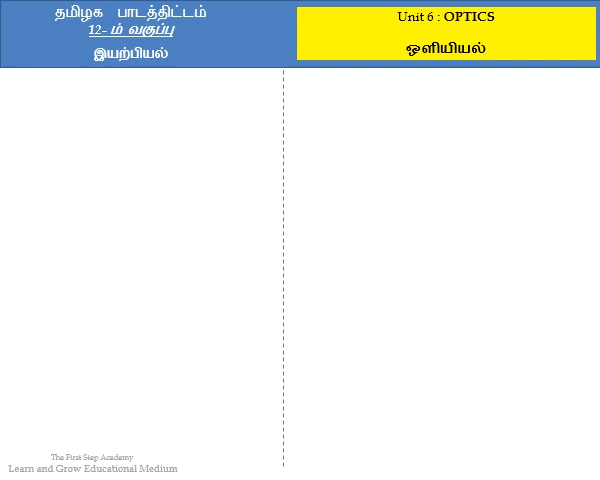 தமிழக பாடத்திட்டம்
12- ம் வகுப்பு
இயற்பியல்
Unit 6 : OPTICS
ஒளியியல்
The First Step Academy
Learn and Grow Educational Medium